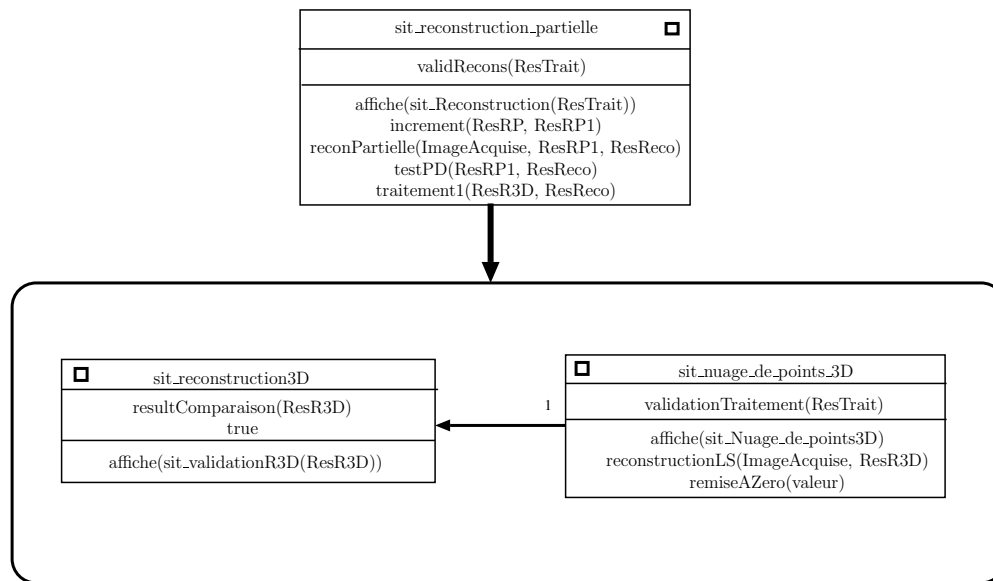 sit_reconstruction_partielle
validRecons(ResTrait)
affiche(sit_Reconstruction(ResTrait))
increment(ResRP, ResRP1)
reconPartielle(ImageAcquise, ResRP1, ResReco)
testPD(ResRP1, ResReco)
traitement1(ResR3D, ResReco)
sit_reconstruction3D
resultComparaison(ResR3D)
true
affiche(sit_validationR3D(ResR3D))
1
sit_nuage_de_points_3D
validationTraitement(ResTrait)
affiche(sit_Nuage_de_points3D)
reconstructionLS(ImageAcquise, ResR3D)
remiseAZero(valeur)